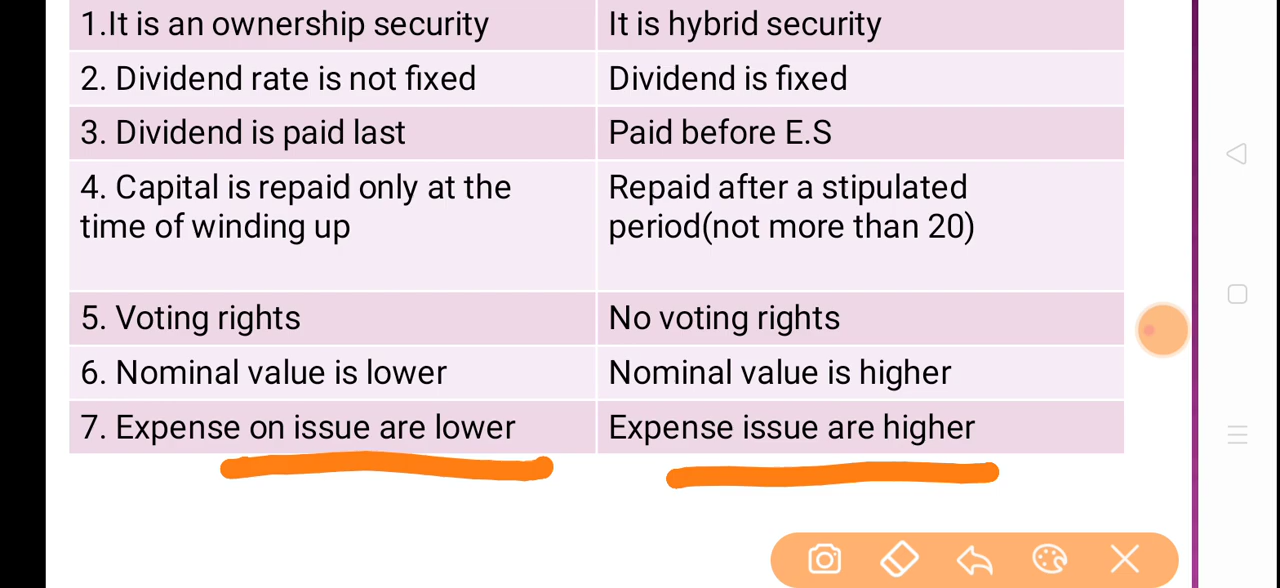 1.It is an ownership security
It is hybrid security
2. Dividend rate is not fixed
Dividend is fixed
3. Dividend is paid last
Paid before E.S
4. Capital is repaid only at the
time of winding up
Repaid after a stipulated
period(not more than 20)
5. Voting rights
No voting rights
6. Nominal value is lower
Nominal value is higher
7. Expense on issue are lower
Expense issue are higher